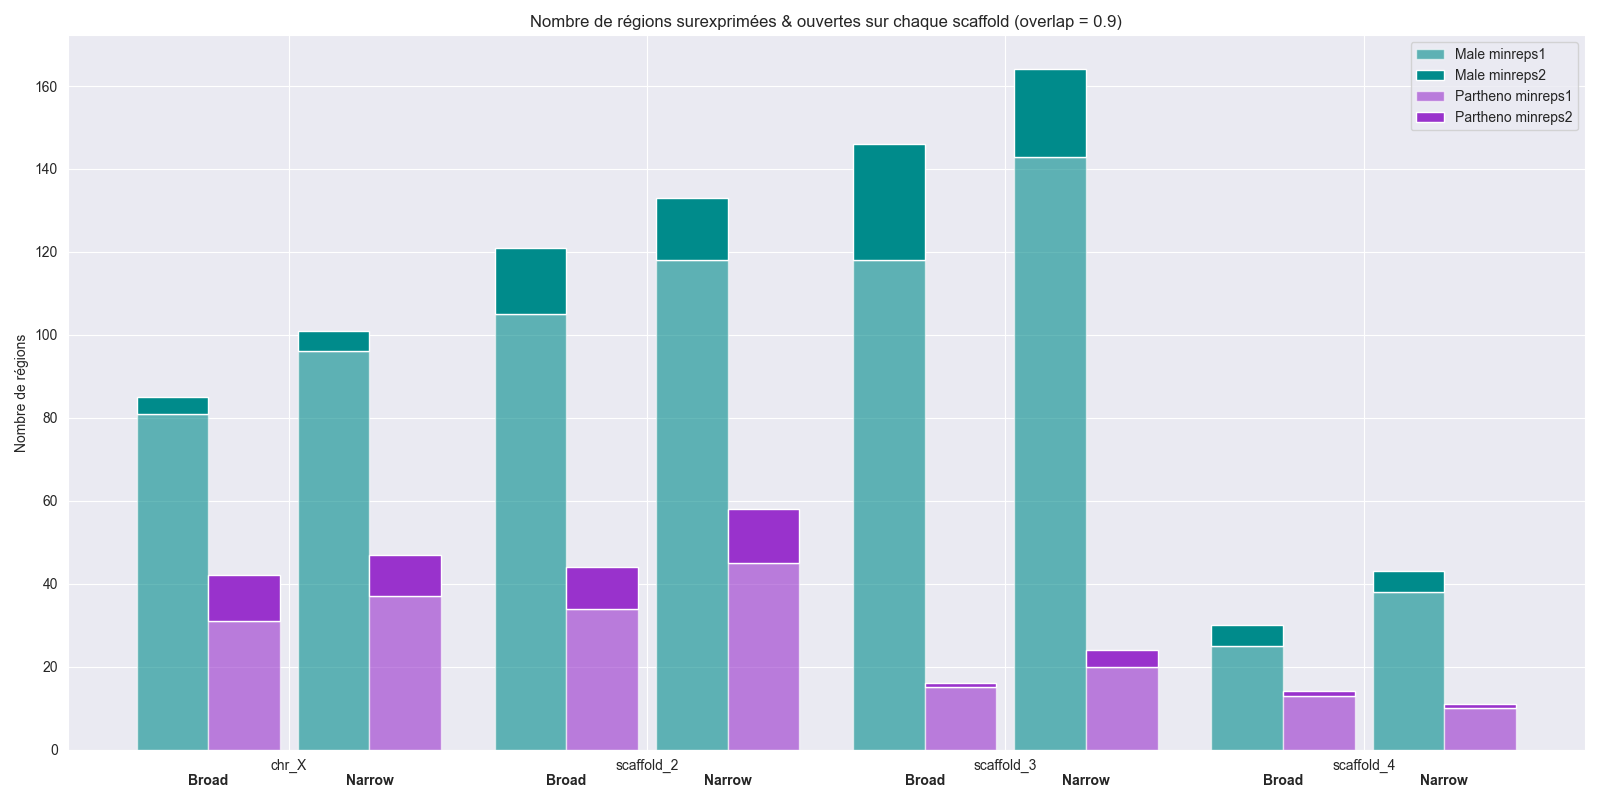 Nombre de régions surexprimées & ouvertes sur chaque scaffold (overlap = 0.9)
Male minreps1
Male minreps2
Partheno minreps1
Partheno minreps2
Nombre de régions
160
140
120
100
80
60
40
20
0
chr_X scaffold_2 scaffold_3 scaffold_4
Broad Narrow Broad Narrow Broad Narrow Broad Narrow